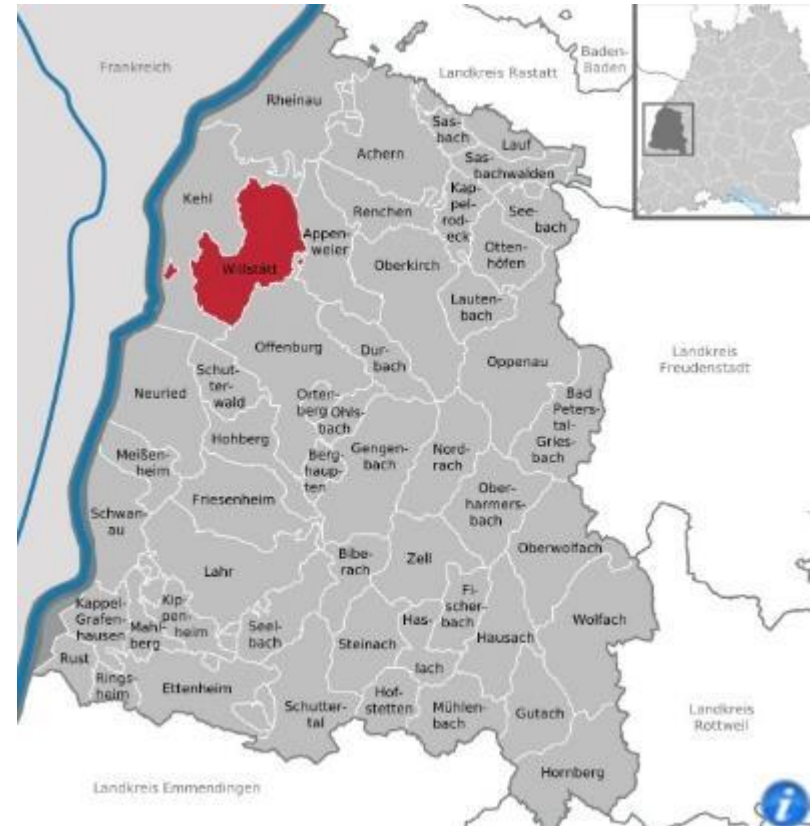 Frankreich
Landkreis Rastatt
Baden-
Baden
Rheinau
Achern
Sas-
bach
Lauf
Sas-
bachwalden
Kehl
Renchen
Kap-
pel-
rod-
eck
See-
bach
Appen-
weier
Otten-
höfen
Willstätt
Oberkirch
Lauten-
bach
Offenburg
Dur-
bach
Oppenau
Landkreis
Freudenstadt
Neuried
Schut-
ter-
wald
Orten-
berg
Ohls-
bach
Bad
Peters-
tal-
Gries-
bach
Hohberg
Meißen-
heim
Berg-
haup-
ten
Gengen-
bach
Nord-
rach
Friesenheim
Ober-
harmers-
bach
Schwan-
au
Oberwolfach
Lahr
Bibe-
rach
Zell
Fi-
scher-
bach
Kappel-
Grafen-
hausen
Mahl-
berg
Kip-
pen-
heim
Seel-
bach
Steinach
Has-
lach
Hausach
Wolfach
Rust
Rings-
heim
Ettenheim
Schutter-
tal
Hof-
stetten
Mühlen-
bach
Gutach
Landkreis
Rottweil
Hornberg
Landkreis Emmendingen
i